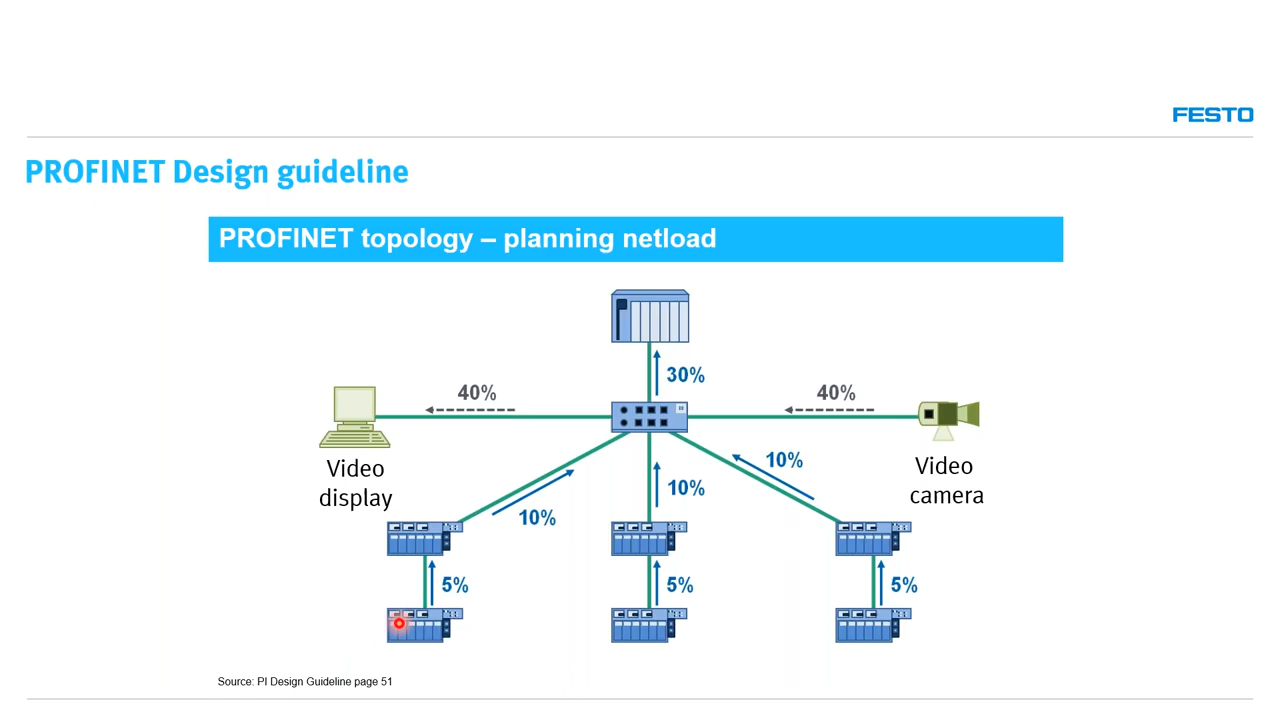 FESTO
PROFINET Design guideline
PROFINET topology – planning netload
30%
40%
40%
Video
display
Video
camera
10%
10%
10%
5%
5%
5%
Source: PI Design Guideline page 51